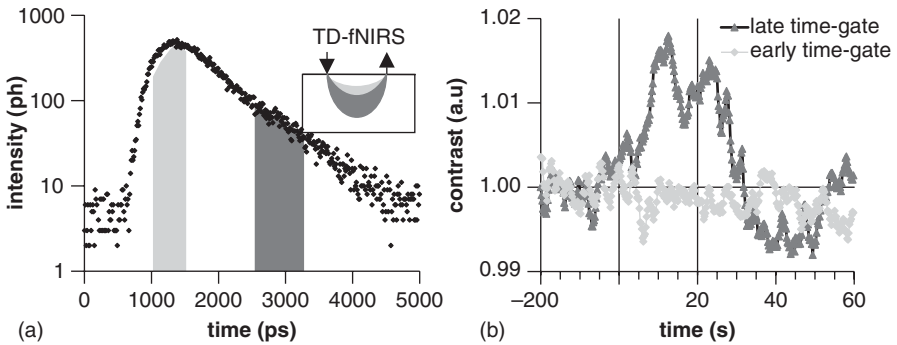 1000
100
10
1
intensity (ph)
0 1000 2000 3000 4000 5000
time (ps)
(a)
TD-fNIRS
1.02
1.01
1.00
0.99
contrast (a.u)
late time-gate
early time-gate
–200 20 40 60
time (s)
(b)